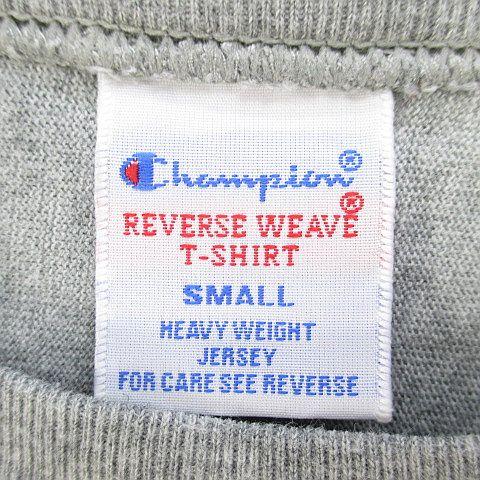 Champion®
REVERSE WEAVE®
T-SHIRT
SMALL
HEAVY WEIGHT
JERSEY
FOR CARE SEE REVERSE